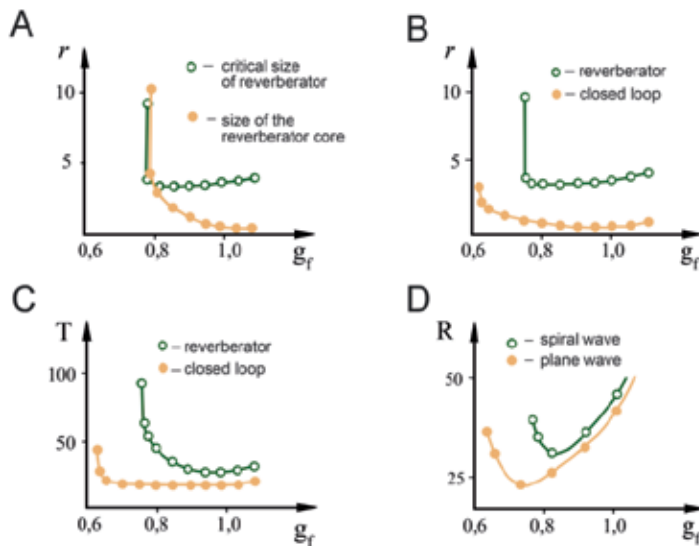 A
r
– critical size
of reverberator
– size of the
reverberator core
10
5
0,6
0,8
1,0
g_f
B
r
– reverberator
– closed loop
10
5
0,6
0,8
1,0
g_f
C
T
– reverberator
– closed loop
100
50
0,6
0,8
1,0
g_f
D
R
– spiral wave
– plane wave
50
25
0,6
0,8
1,0
g_f